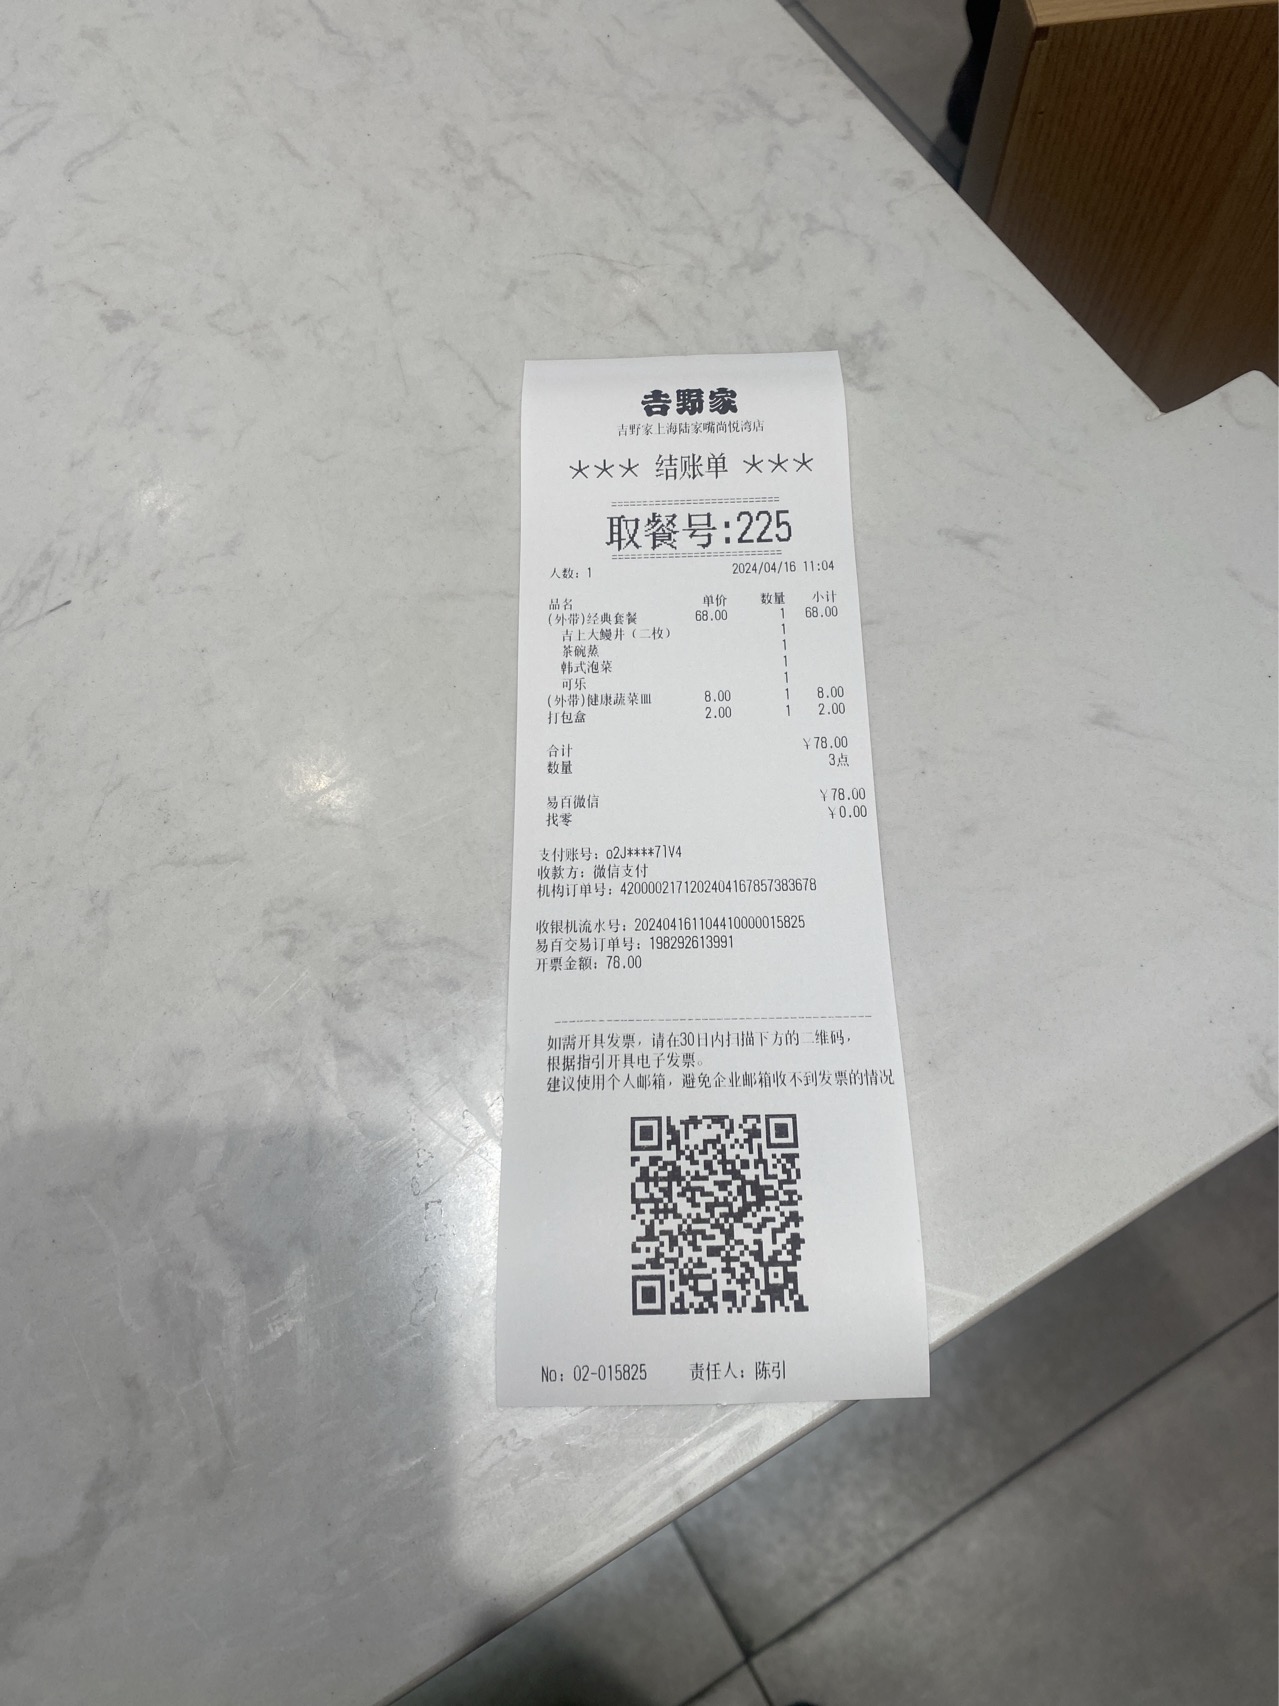 吉野家
吉野家上海陆家嘴尚悦湾店
*** 结账单 ***
取餐号:225
人数: 1 2024/04/16 11:04
品名 单价 数量 小计
(外带)经典套餐 68.00 1 68.00
吉上大鳗丼（二枚） 1
茶碗蒸 1
韩式泡菜 1
可乐 1
(外带)健康蔬菜皿 8.00 1 8.00
打包盒 2.00 1 2.00
合计 ￥78.00
数量 3点
易百微信 ￥78.00
找零 ￥0.00
支付账号: o2J****7lV4
收款方: 微信支付
机构订单号: 4200002171202404167857383678
收银机流水号: 20240416110441000001 5825
易百交易订单号: 198292613991
开票金额: 78.00
如需开具发票, 请在30日内扫描下方的二维码,
根据指引开具电子发票。
建议使用个人邮箱, 避免企业邮箱收不到发票的情况
No: 02-015825 责任人: 陈引